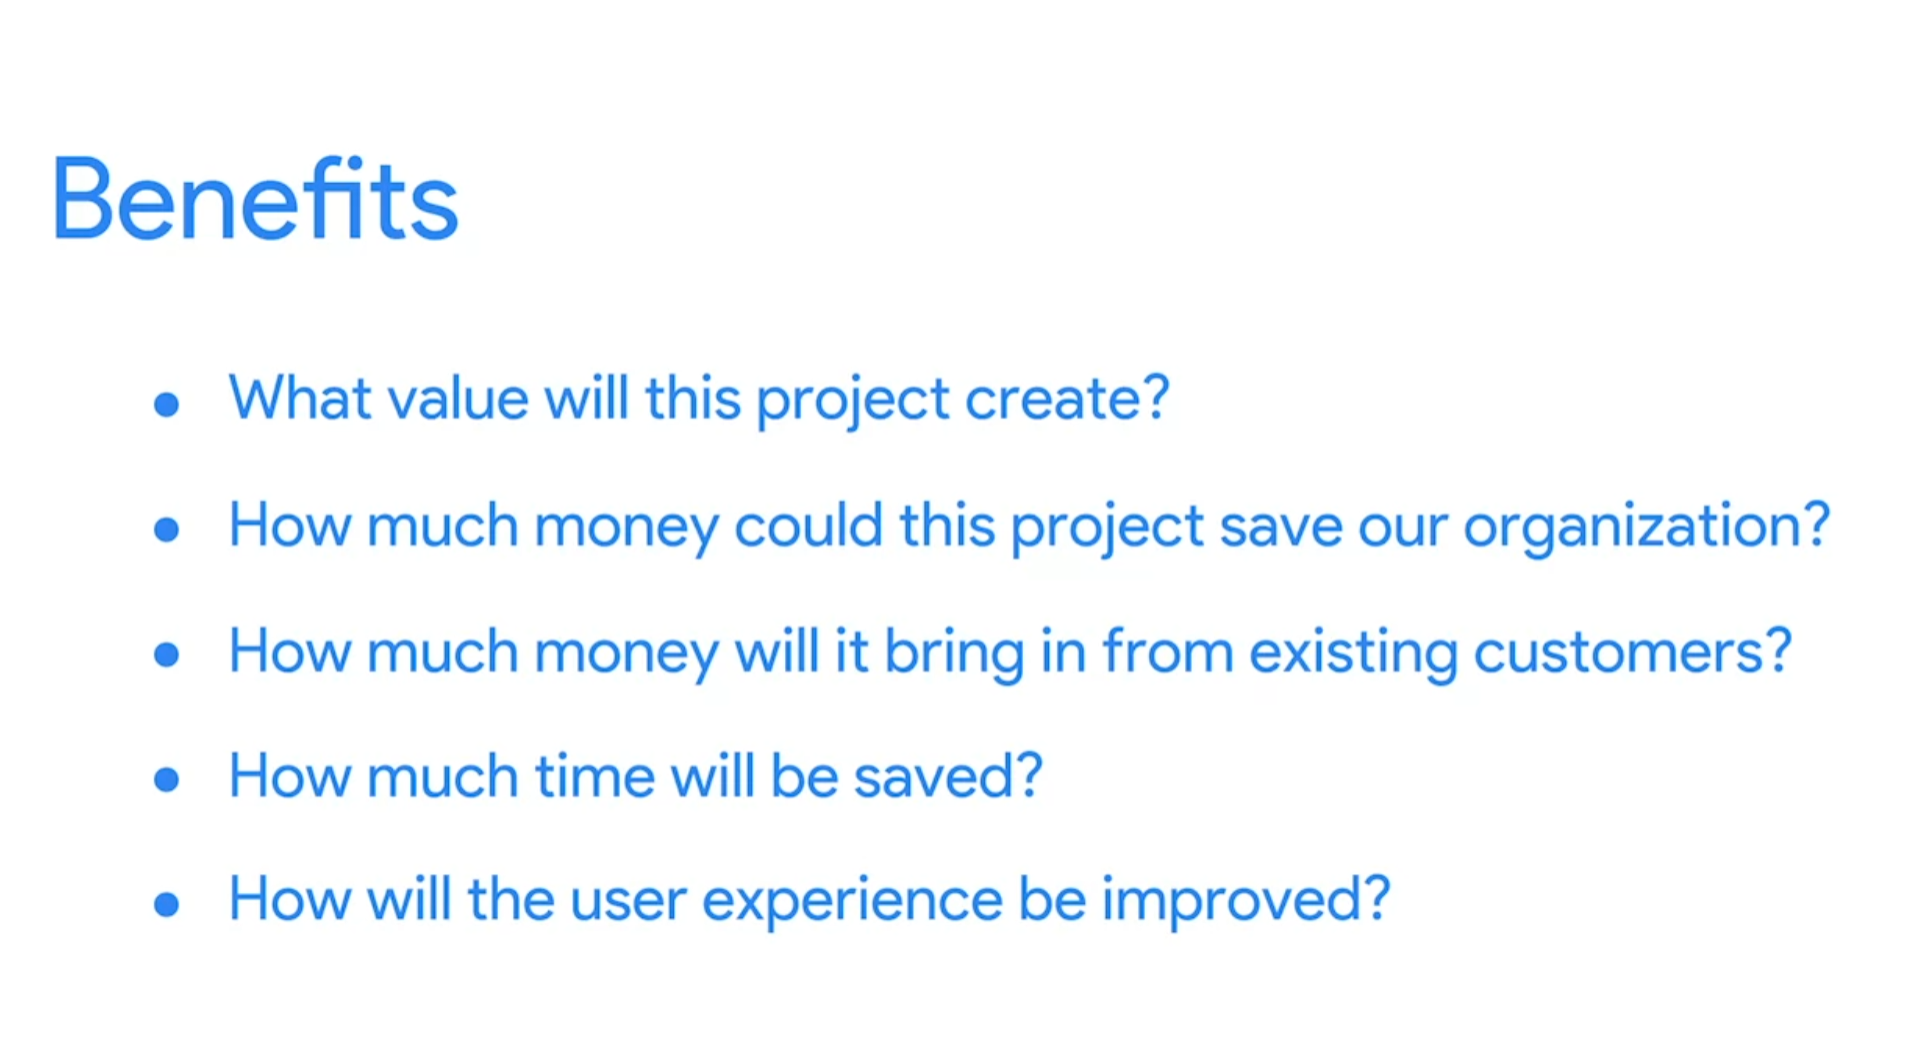 Benefits
● What value will this project create?
● How much money could this project save our organization?
● How much money will it bring in from existing customers?
● How much time will be saved?
● How will the user experience be improved?